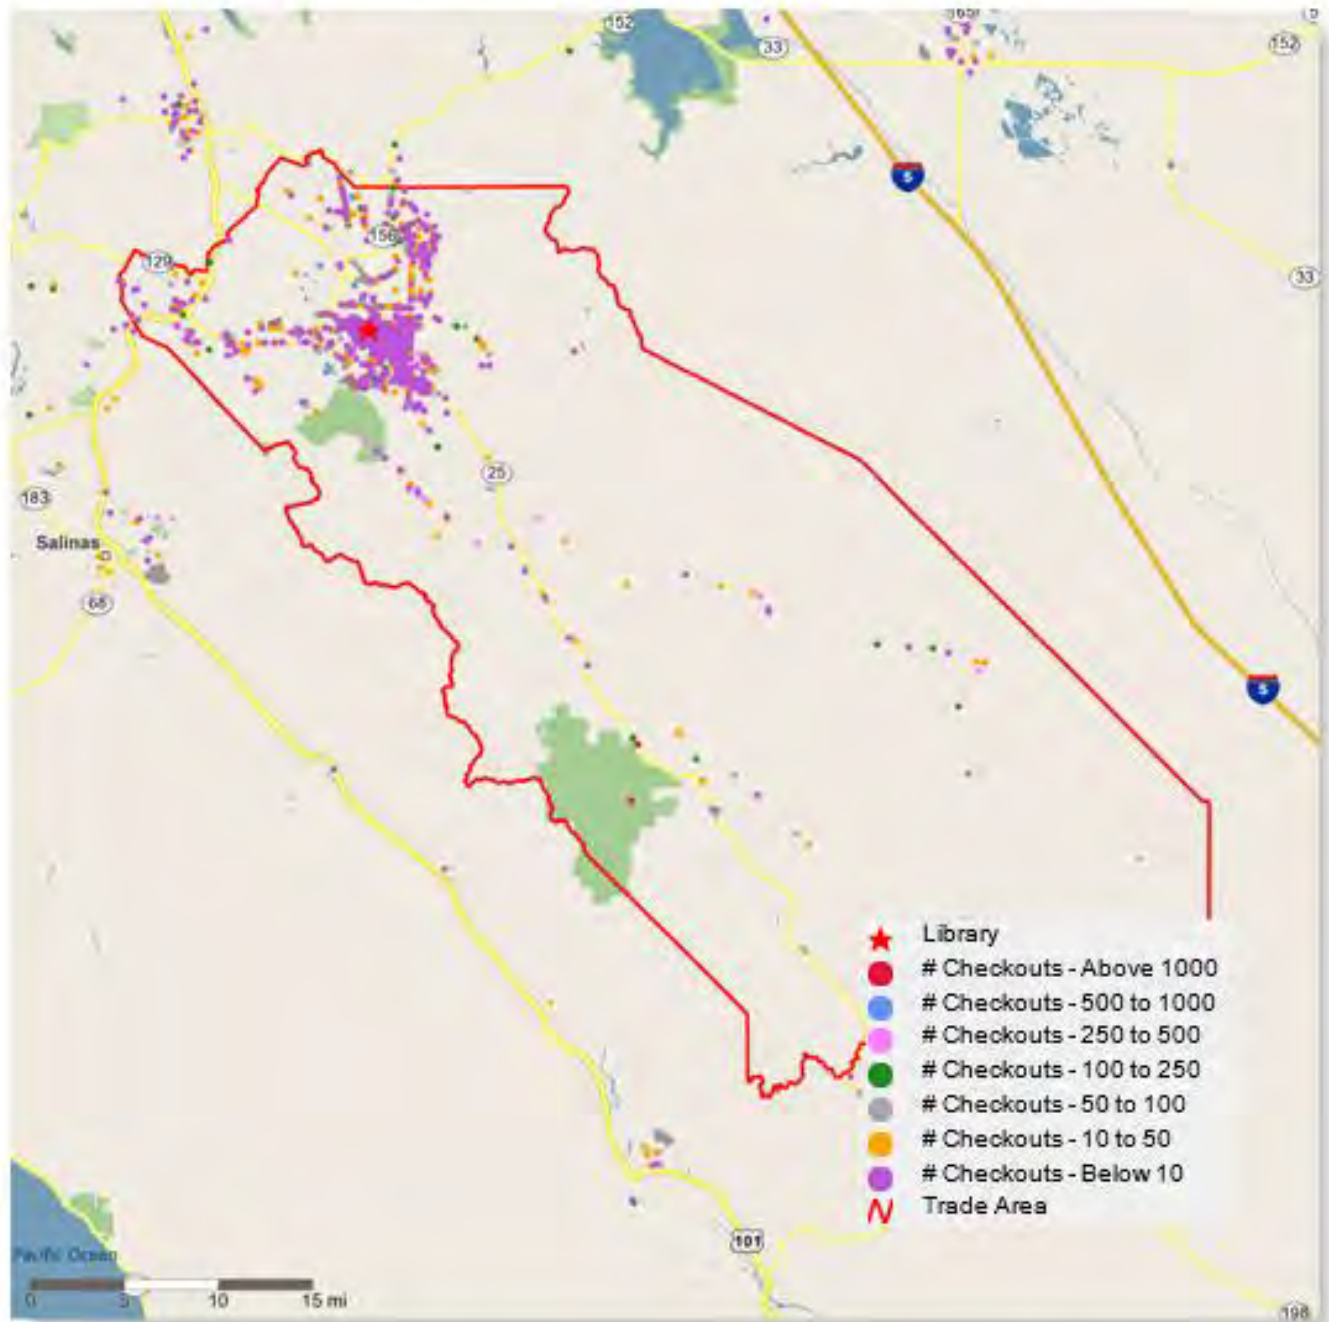 152
33
165
152
5
156
129
33
25
183
Salinas
68
5
Library
# Checkouts - Above 1000
# Checkouts - 500 to 1000
# Checkouts - 250 to 500
# Checkouts - 100 to 250
# Checkouts - 50 to 100
# Checkouts - 10 to 50
# Checkouts - Below 10
Trade Area
101
Pacific Ocean
0 5 10 15 mi
198